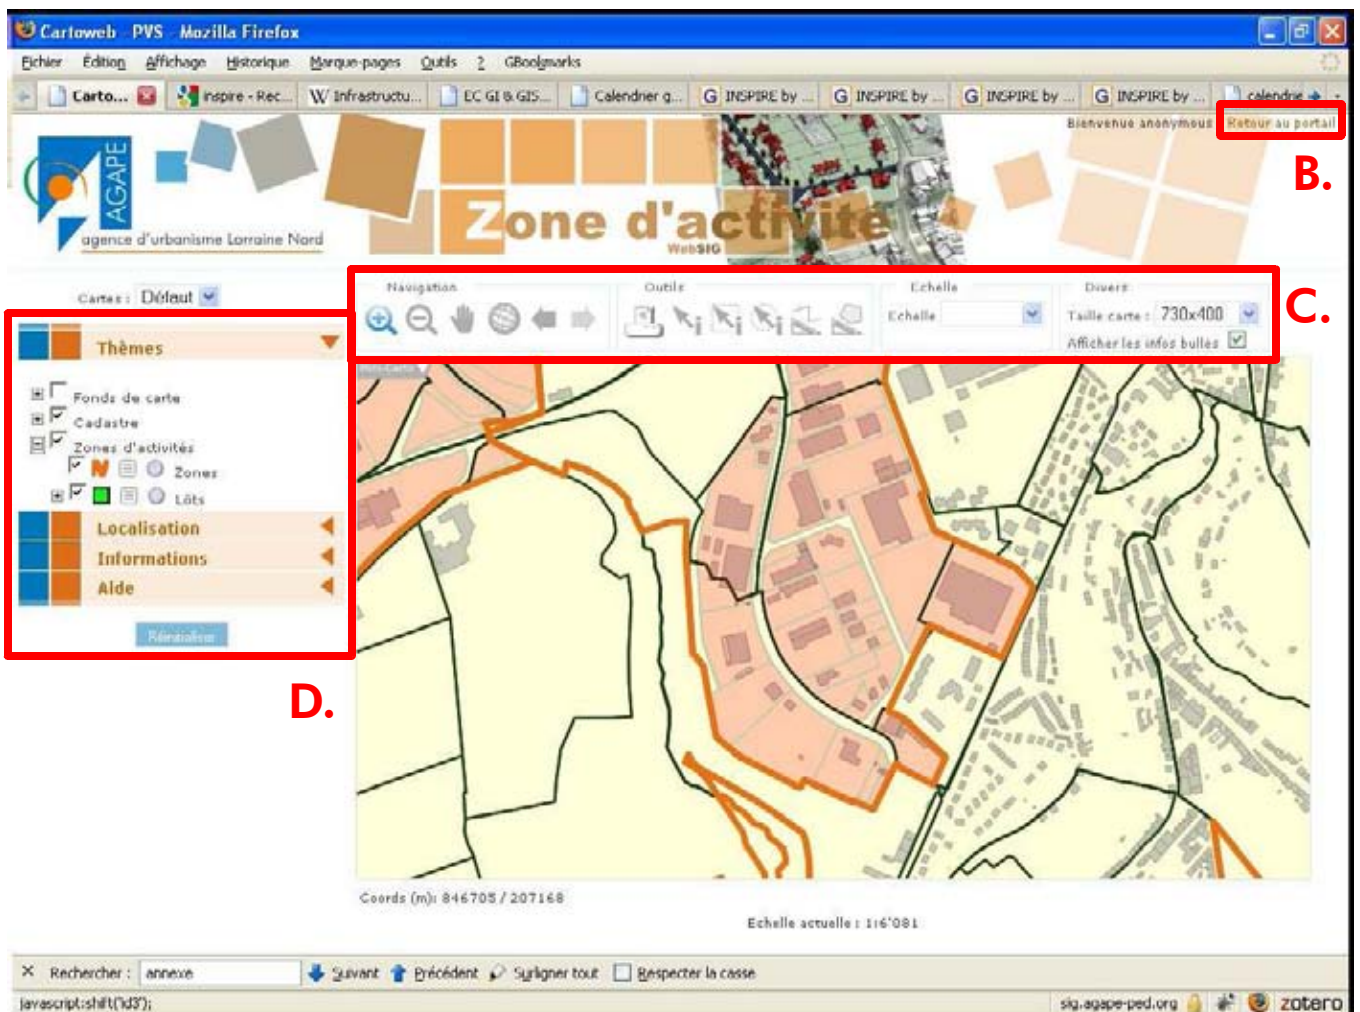 Cartoweb - PVS - Mozilla Firefox
Fichier Édition Affichage Historique Marque-pages Outils ? GBookmarks
Carto... inspire - Rec... Infrastructu... EC GI & GIS... Calendrier g... INSPIRE by ... INSPIRE by ... INSPIRE by ... INSPIRE by ... calendrie
Bienvenue anonymous Retour au portail
B.
AGAPE
agence d'urbanisme Lorraine Nord
Zone d'activité
WebSIG
Cartes : Défaut
Navigation Outils Echelle Divers
C.
Echelle Taille carte : 730x400
Afficher les infos bulles
Thèmes
Mini-Carte
Fonds de carte
Cadastre
Zones d'activités
Zones
Lôts
Localisation
Informations
Aide
Réinitialiser
D.
Coords (m): 846705 / 207168
Echelle actuelle : 1:6'081
Rechercher : annexe Suivant Précédent Surligner tout Respecter la casse
javascript:shift('id3'); sig.agape-ped.org zotero